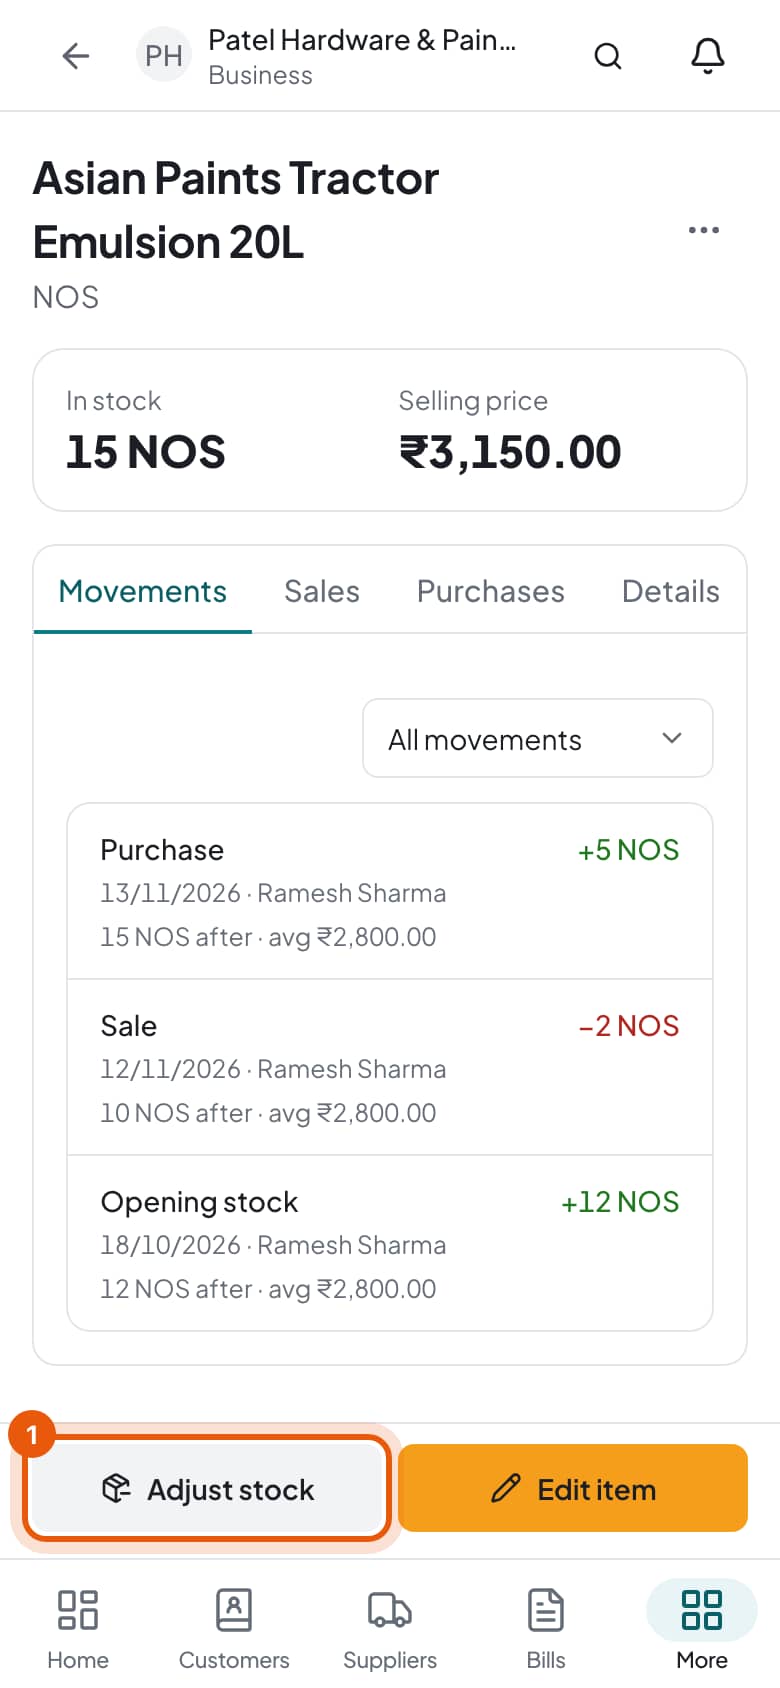 PH
Patel Hardware & Pain...
Business
Asian Paints Tractor
Emulsion 20L
NOS
In stock
Selling price
15 NOS
₹3,150.00
Movements
Sales
Purchases
Details
All movements
Purchase
+5 NOS
13/11/2026 · Ramesh Sharma
15 NOS after · avg ₹2,800.00
Sale
−2 NOS
12/11/2026 · Ramesh Sharma
10 NOS after · avg ₹2,800.00
Opening stock
+12 NOS
18/10/2026 · Ramesh Sharma
12 NOS after · avg ₹2,800.00
1
Adjust stock
Edit item
Home
Customers
Suppliers
Bills
More